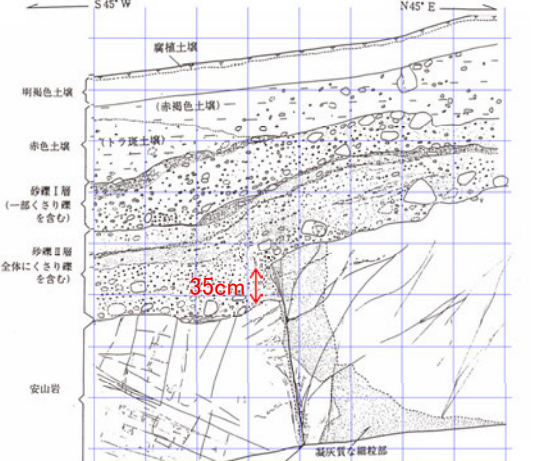 S 45° W
N45° E
腐植土壌
明褐色土壌
(赤褐色土壌)
(トラ斑土壌)
赤色土壌
砂礫Ⅰ層
(一部くさり礫
を含む)
砂礫Ⅱ層
全体にくさり礫
を含む)
35cm
安山岩
凝灰質な細粒部